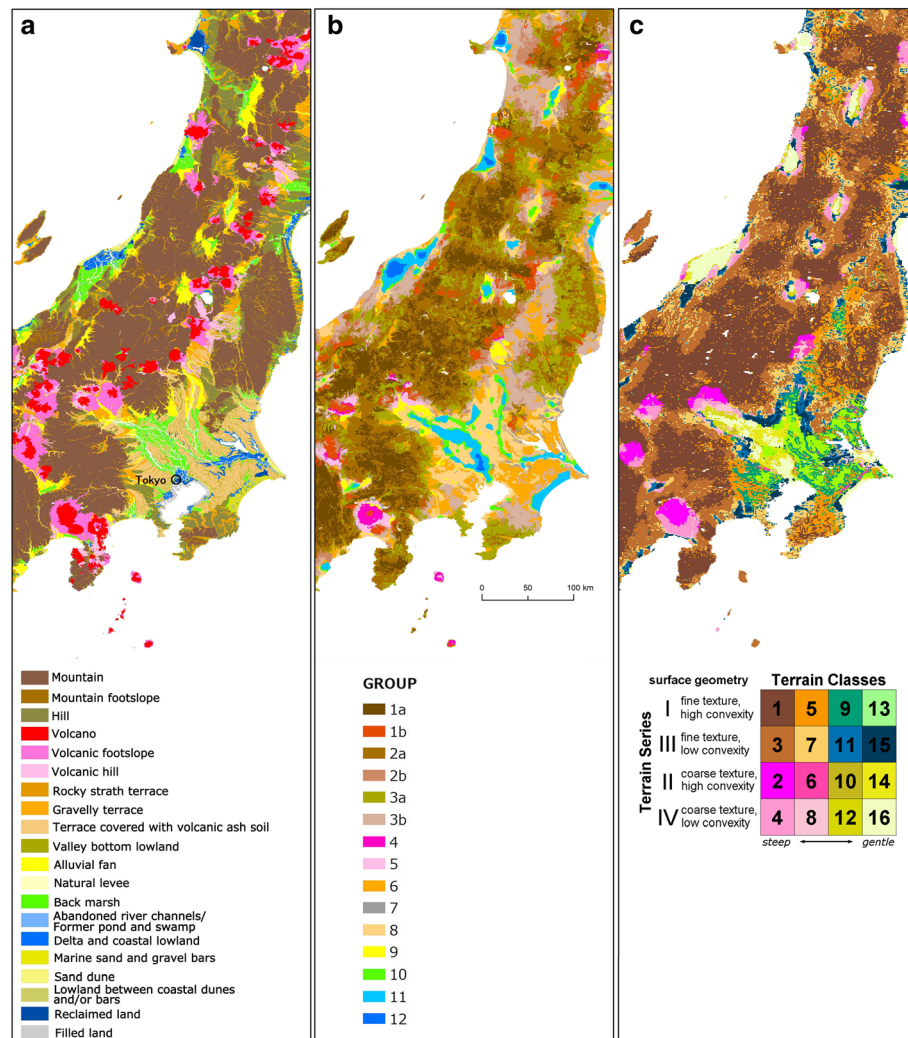 a
b
c
Tokyo
0 50 100 km
Mountain
Mountain footslope
Hill
Volcano
Volcanic footslope
Volcanic hill
Rocky strath terrace
Gravelly terrace
Terrace covered with volcanic ash soil
Valley bottom lowland
Alluvial fan
Natural levee
Back marsh
Abandoned river channels/
Former pond and swamp
Delta and coastal lowland
Marine sand and gravel bars
Sand dune
Lowland between coastal dunes
and/or bars
Reclaimed land
Filled land
GROUP
1a
1b
2a
2b
3a
3b
4
5
6
7
8
9
10
11
12
surface geometry
Terrain Classes
Terrain Series
I fine texture, high convexity 1 5 9 13
III fine texture, low convexity 3 7 11 15
II coarse texture, high convexity 2 6 10 14
IV coarse texture, low convexity 4 8 12 16
steep gentle